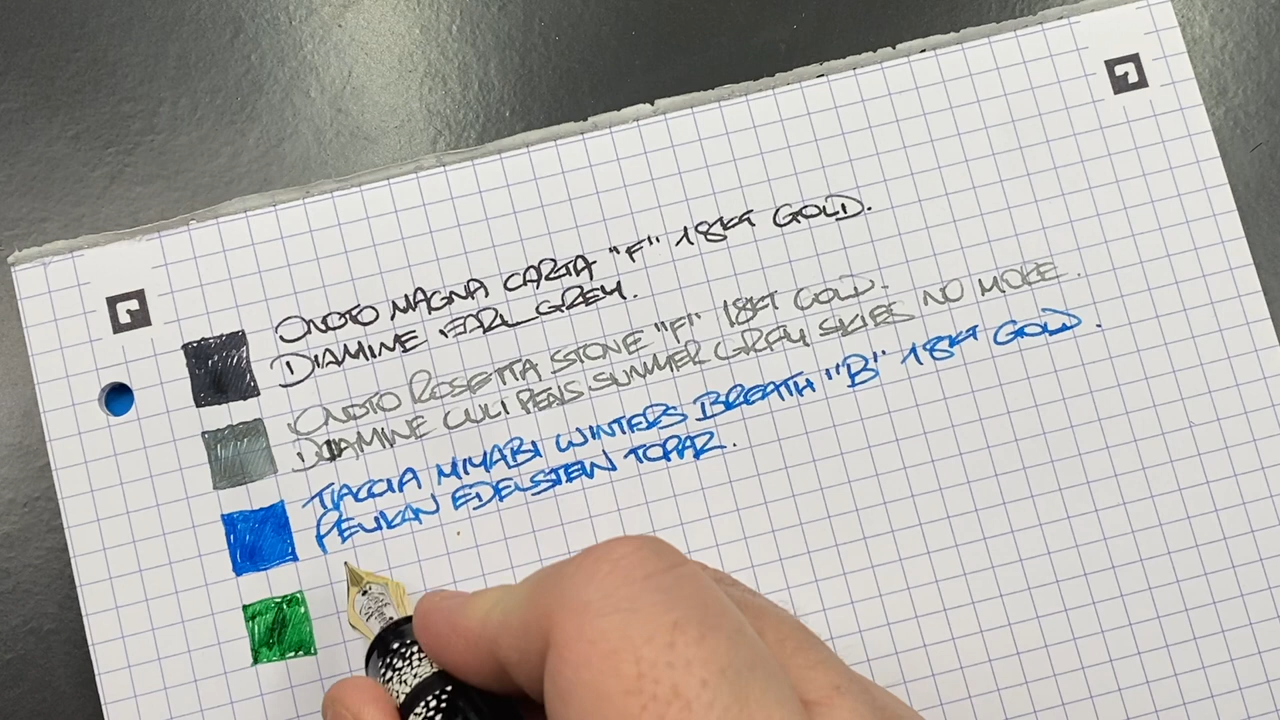 ONOTO MAGNA CARTA "F" 18KT GOLD.
DIAMINE EARL GREY.
ONOTO ROSETTA STONE "F" 18KT GOLD.
DIAMINE CULT PENS SUMMER GREY SKIES NO MORE.
TACCIA MIYABI WINTERS BREATH "B" 18KT GOLD.
PELIKAN EDELSTEIN TOPAZ.